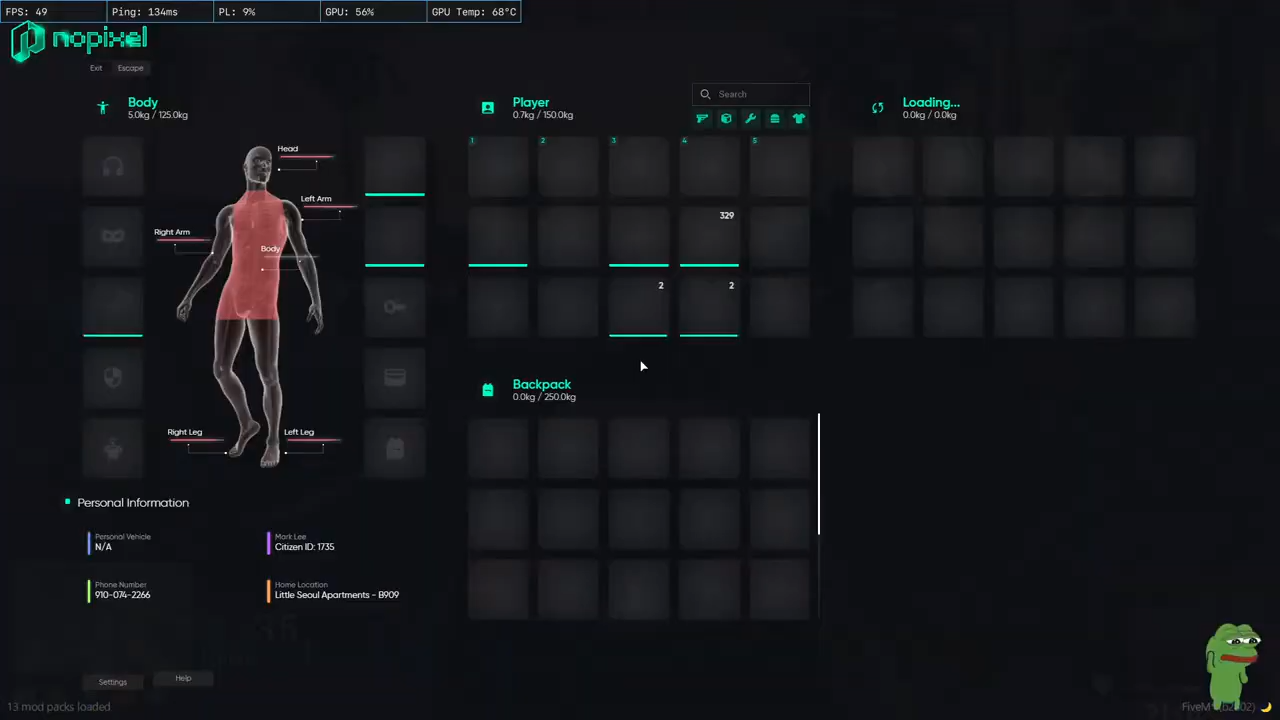 FPS: 49
Ping: 134ms
PL: 9%
GPU: 56%
GPU Temp: 68°C
nopixel
Exit
Escape
Body
5.0kg / 125.0kg
Head
Left Arm
Right Arm
Body
Right Leg
Left Leg
Personal Information
Personal Vehicle
N/A
Mark Lee
Citizen ID: 1735
Phone Number
910-074-2266
Home Location
Little Seoul Apartments - B909
Settings
Help
13 mod packs loaded
Player
0.7kg / 150.0kg
Search
1
2
3
4
5
329
2
2
Backpack
0.0kg / 250.0kg
Loading...
0.0kg / 0.0kg